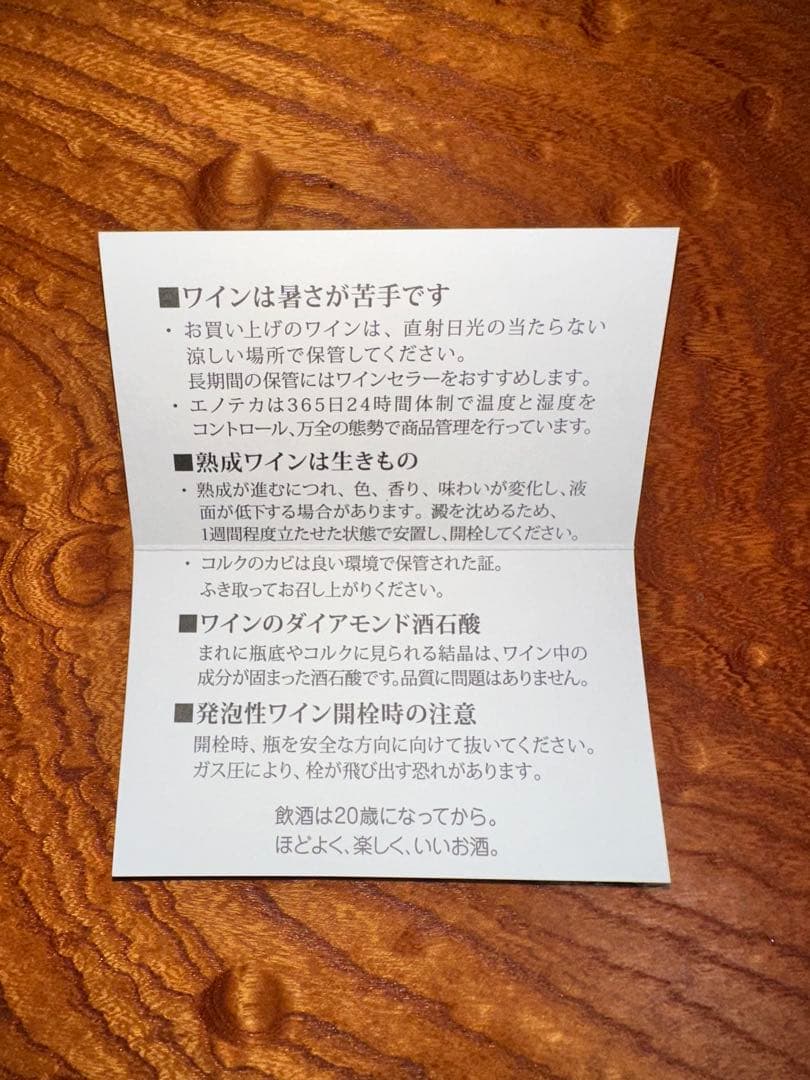 ■ワインは暑さが苦手です
・お買い上げのワインは、直射日光の当たらない
涼しい場所で保管してください。
長期間の保管にはワインセラーをおすすめします。
・エノテカは365日24時間体制で温度と湿度を
コントロール、万全の態勢で商品管理を行っています。
■熟成ワインは生きもの
・熟成が進むにつれ、色、香り、味わいが変化し、液
面が低下する場合があります。澱を沈めるため、
1週間程度立たせた状態で安置し、開栓してください。
・コルクのカビは良い環境で保管された証。
ふき取ってお召し上がりください。
■ワインのダイアモンド酒石酸
まれに瓶底やコルクに見られる結晶は、ワイン中の
成分が固まった酒石酸です。品質に問題はありません。
■発泡性ワイン開栓時の注意
開栓時、瓶を安全な方向に向けて抜いてください。
ガス圧により、栓が飛び出す恐れがあります。
飲酒は20歳になってから。
ほどよく、楽しく、いいお酒。